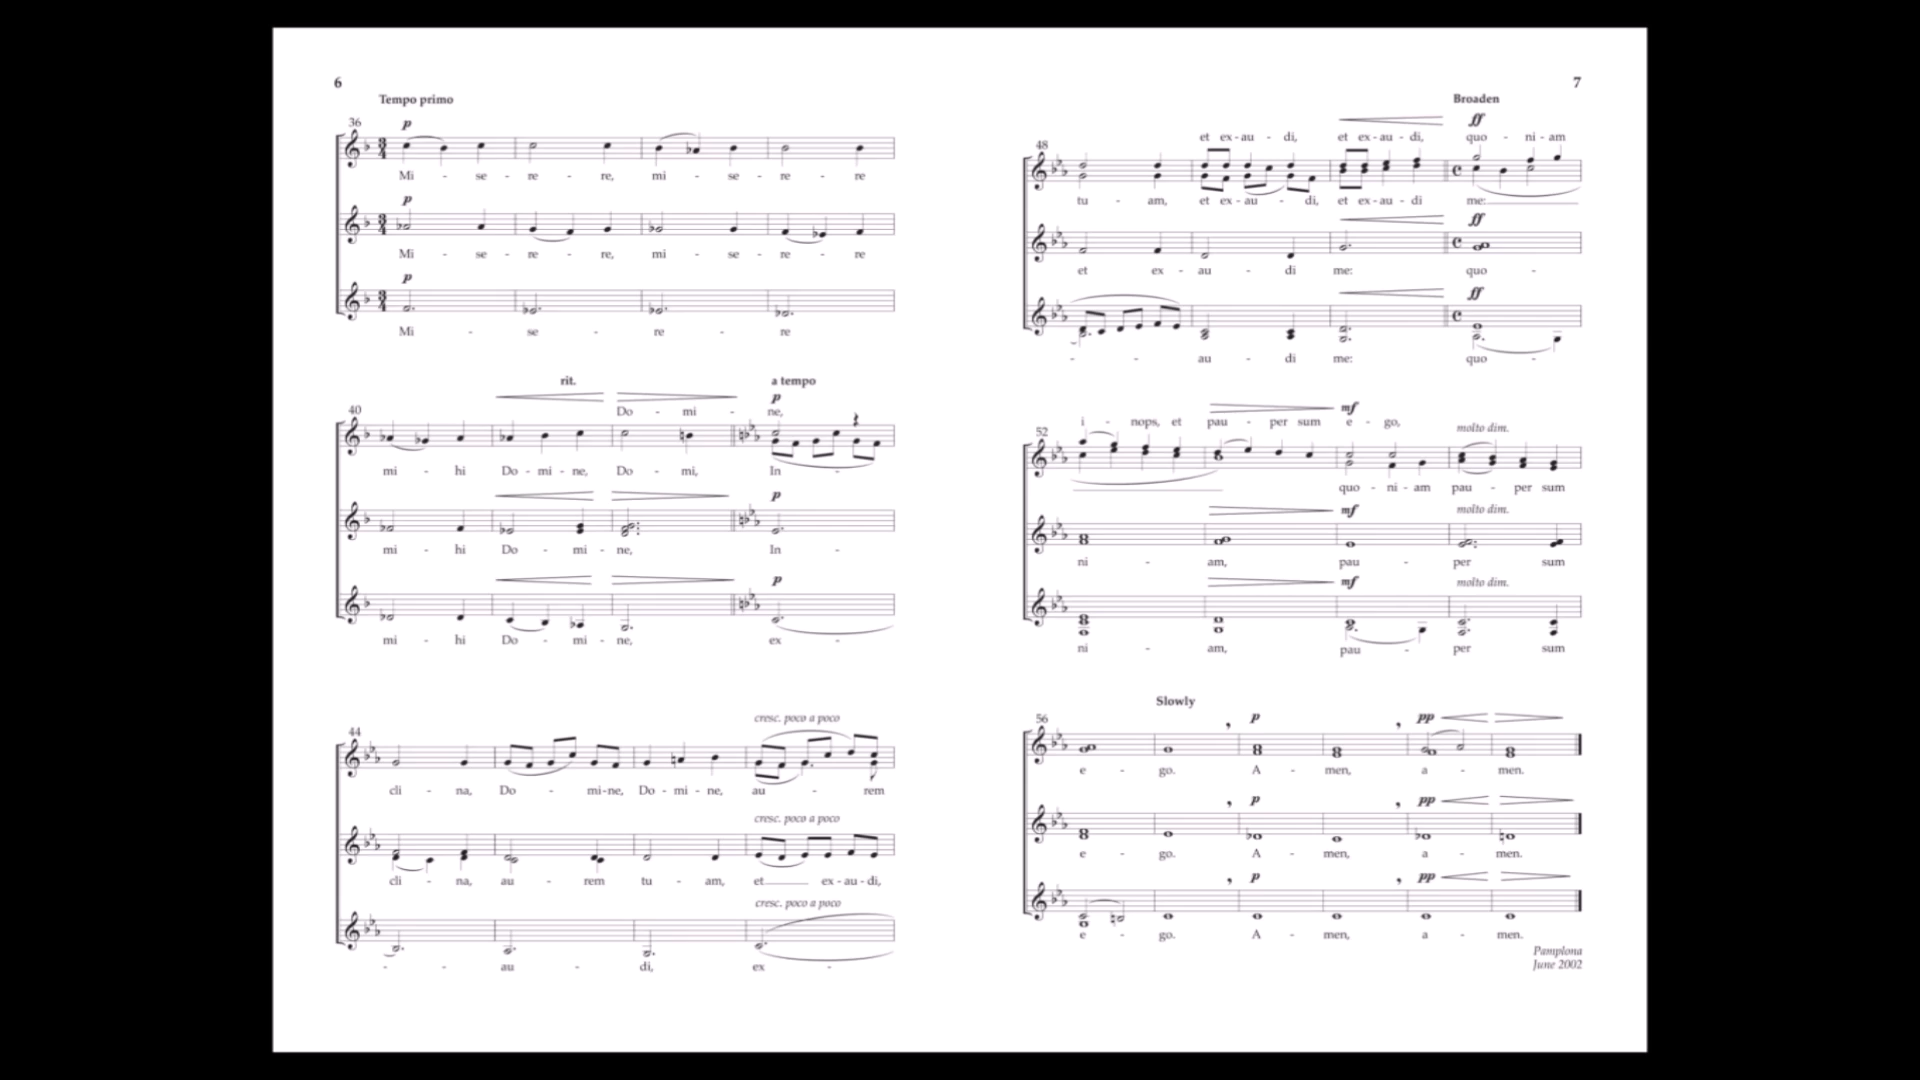 6
Tempo primo
36
p
Mi - se - re - re, mi - se - re - re
p
Mi - se - re - re, mi - se - re - re
p
Mi - se - re - re
40
rit.
a tempo
p
Do - mi - ne,
mi - hi Do - mi - ne, Do - mi, In -
p
mi - hi Do - mi - ne, In -
p
mi - hi Do - mi - ne, ex -
44
cresc. poco a poco
cli - na, Do - mi-ne, Do - mi - ne, au - rem
cresc. poco a poco
cli - na, au - rem tu - am, et ex - au - di,
cresc. poco a poco
- - au - di, ex -
7
Broaden
ff
48
et ex - au - di, et ex - au - di, quo - ni - am
tu - am, et ex - au - di, et ex - au - di me:
ff
et ex - au - di me: quo -
ff
- - au - di me: quo -
52
mf
i - nops, et pau - per sum e - go,
molto dim.
quo - ni - am pau - per sum
mf
molto dim.
ni - am, pau - per sum
mf
molto dim.
ni - am, pau - per sum
Slowly
56
p
pp
e - go. A - men, a - men.
p
pp
e - go. A - men, a - men.
p
pp
e - go. A - men, a - men.
Pamplona
June 2002